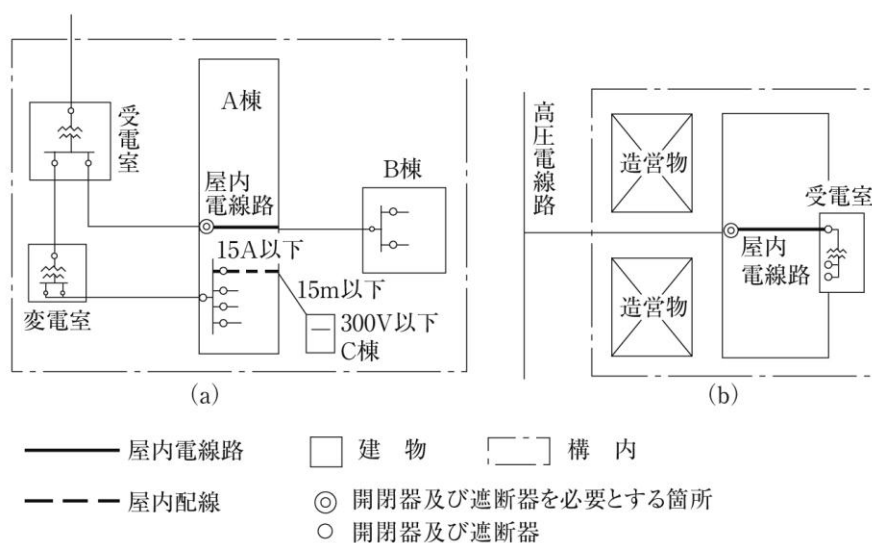 A棟
受電室
B棟
屋内
電線路
15A以下
15m以下
300V以下
変電室
C棟
(a)
高圧電線路
造営物
受電室
屋内
電線路
造営物
(b)
屋内電線路
建 物
構 内
屋内配線
開閉器及び遮断器を必要とする箇所
開閉器及び遮断器